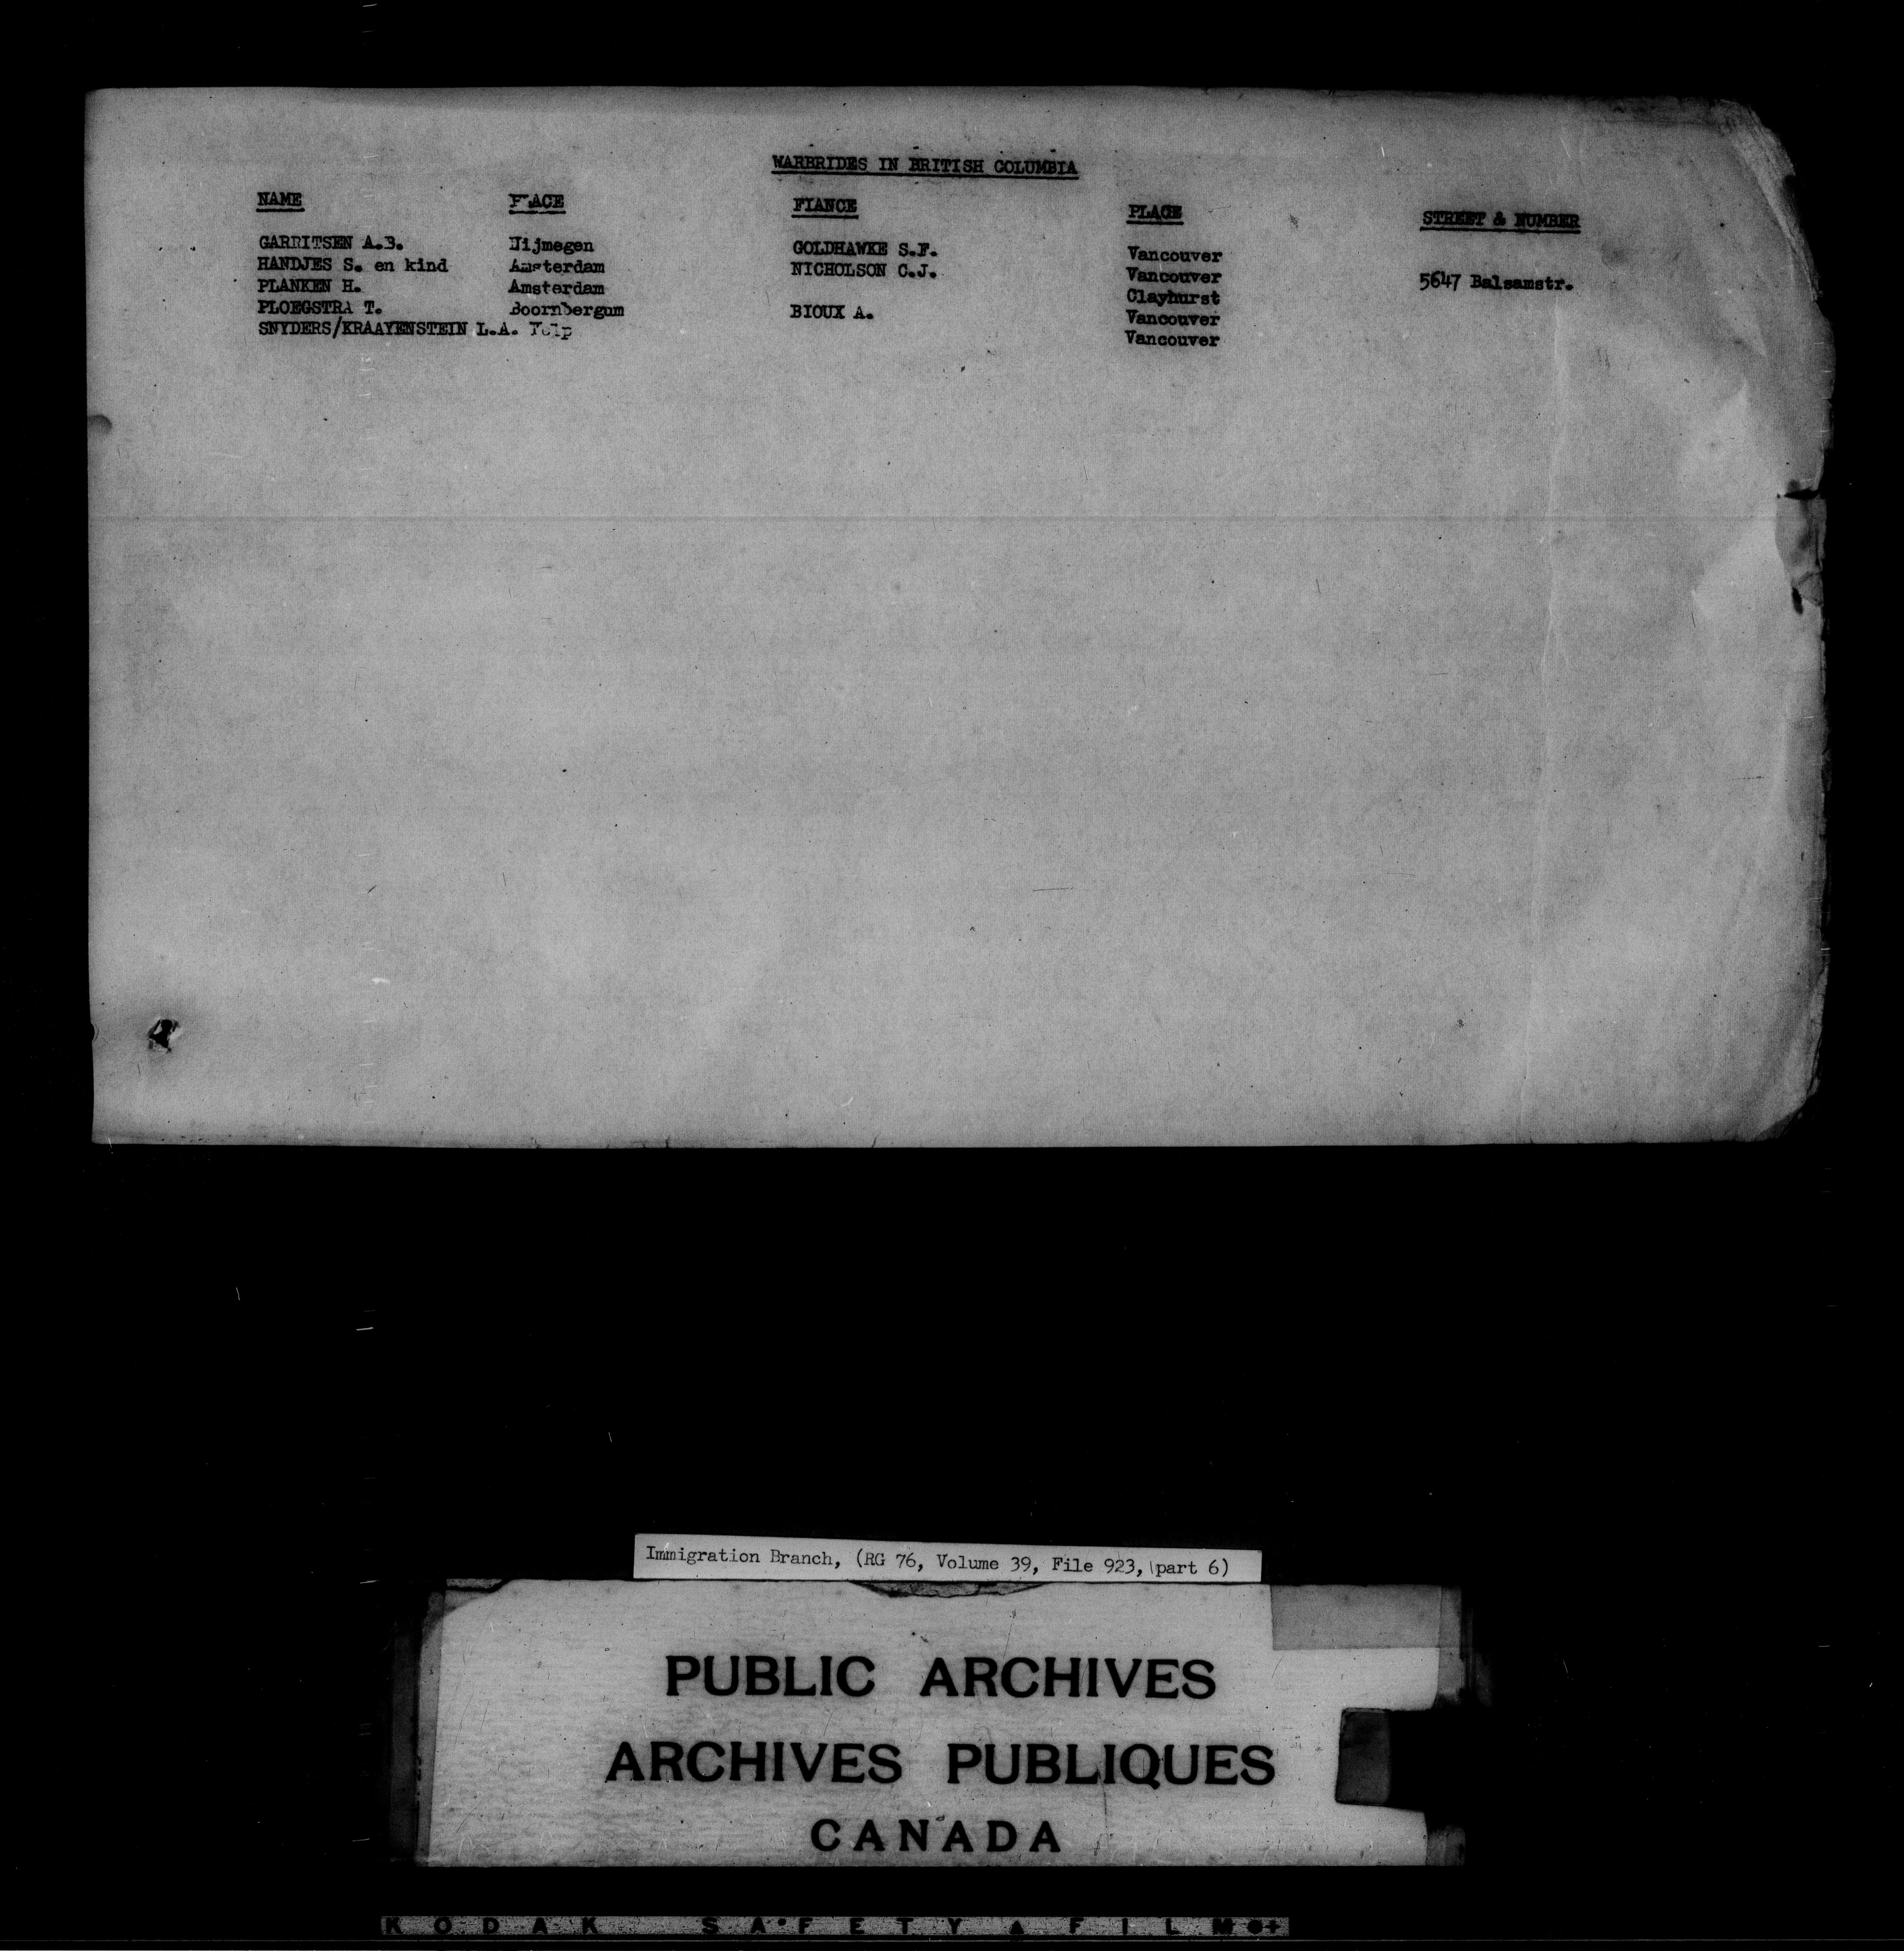 WARBRIDES IN BRITISH COLUMBIA
NAME PLACE FIANCE PLACE STREET & NUMBER
GARRITSEN A.B. Nijmegen GOLDHAWKE S.F. Vancouver
HANDJES S. en kind Amsterdam NICHOLSON C.J. Vancouver 5647 Balsamstr.
PLANKEN H. Amsterdam Clayhurst
PLOEGSTRA T. Boornbergum BIOUX A. Vancouver
SNYDERS/KRAAYENSTEIN L.A. Velp Vancouver
Immigration Branch, (RG 76, Volume 39, File 923, part 6)
PUBLIC ARCHIVES
ARCHIVES PUBLIQUES
CANADA
KODAK SAFETY FILM